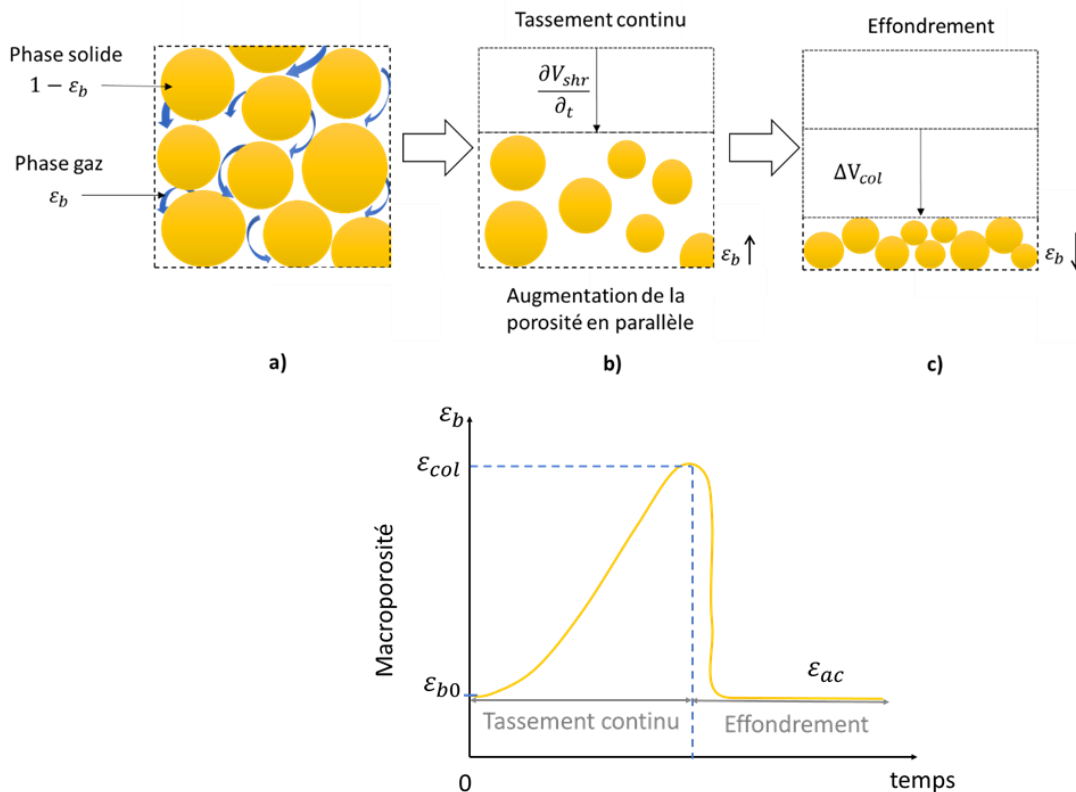 Phase solide
1 − ε_b
Phase gaz
ε_b
a)
Tassement continu
∂V_shr
∂_t
ε_b ↑
Augmentation de la
porosité en parallèle
b)
Effondrement
ΔV_col
ε_b ↓
c)
ε_b
ε_col
Macroporosité
ε_b0
ε_ac
Tassement continu
Effondrement
0
temps